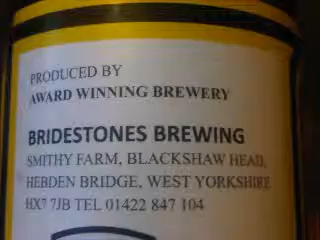 PRODUCED BY
AWARD WINNING BREWERY
BRIDESTONES BREWING
SMITHY FARM, BLACKSHAW HEAD,
HEBDEN BRIDGE, WEST YORKSHIRE
HX7 7JB TEL 01422 847 104